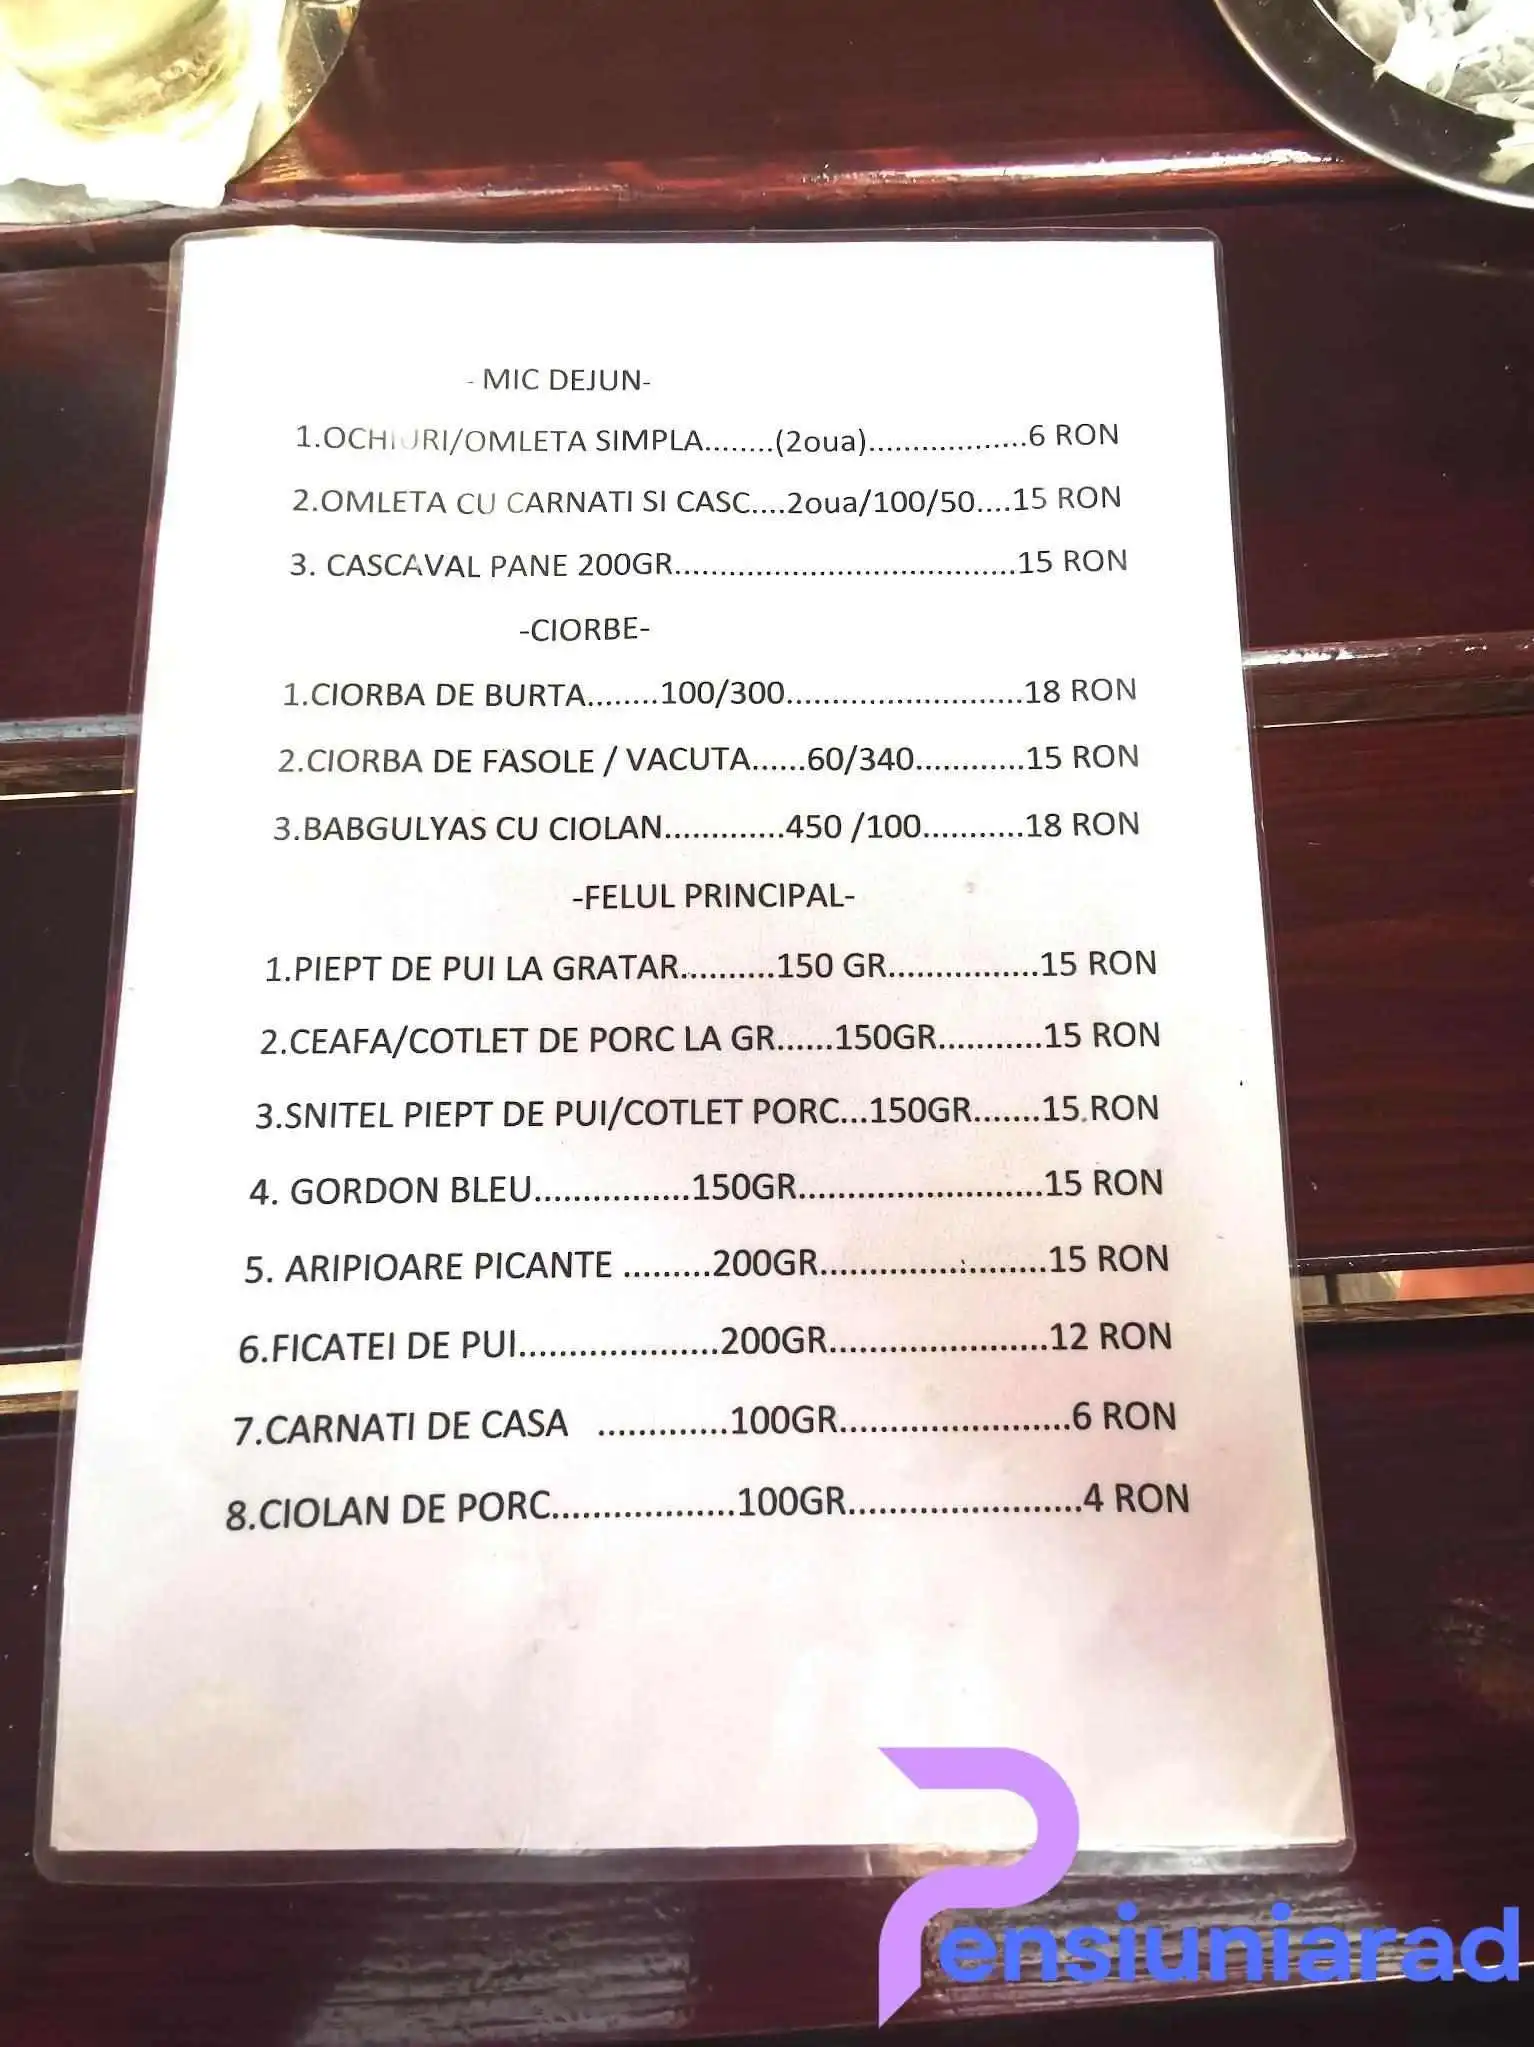 - MIC DEJUN-
1.OCHIURI/OMLETA SIMPLA........(2oua)..................6 RON
2.OMLETA CU CARNATI SI CASC....2oua/100/50....15 RON
3. CASCAVAL PANE 200GR......................................15 RON
-CIORBE-
1.CIORBA DE BURTA........100/300..........................18 RON
2.CIORBA DE FASOLE / VACUTA......60/340............15 RON
3.BABGULYAS CU CIOLAN.............450 /100...........18 RON
-FELUL PRINCIPAL-
1.PIEPT DE PUI LA GRATAR..........150 GR................15 RON
2.CEAFA/COTLET DE PORC LA GR......150GR...........15 RON
3.SNITEL PIEPT DE PUI/COTLET PORC...150GR.......15 RON
4. GORDON BLEU................150GR.........................15 RON
5. ARIPIOARE PICANTE .........200GR.......................15 RON
6.FICATEI DE PUI....................200GR......................12 RON
7.CARNATI DE CASA .............100GR.......................6 RON
8.CIOLAN DE PORC..................100GR.......................4 RON
Pensiuniarad